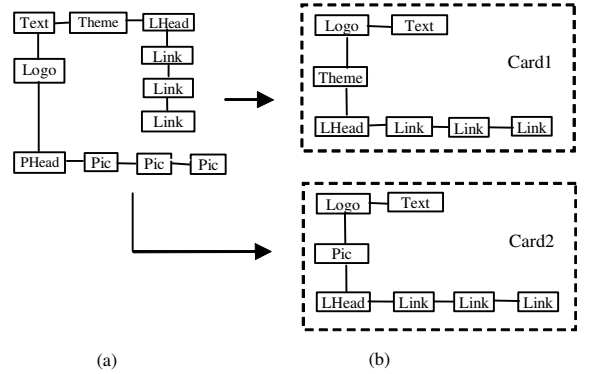 Text Theme LHead
Link
Logo
Link
Link
PHead Pic Pic Pic
(a)
Logo Text
Card1
Theme
LHead Link Link Link
Logo Text
Card2
Pic
LHead Link Link Link
(b)